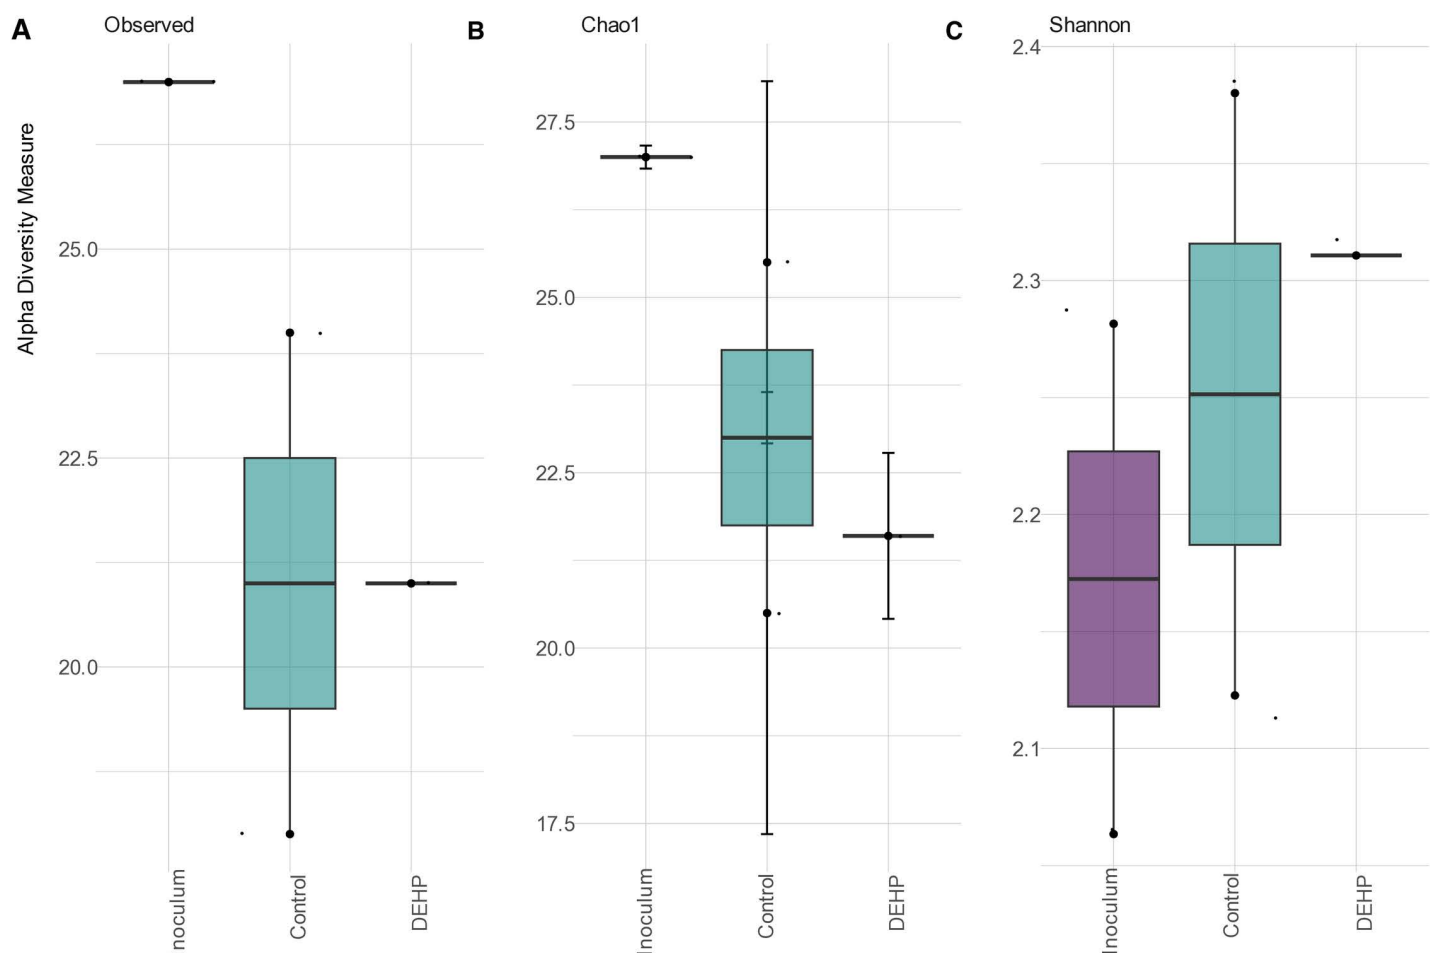 A Observed
B Chao1
C Shannon
Alpha Diversity Measure
25.0
22.5
20.0
noculum
Control
DEHP
27.5
25.0
22.5
20.0
17.5
Inoculum
Control
DEHP
2.4
2.3
2.2
2.1
Inoculum
Control
DEHP